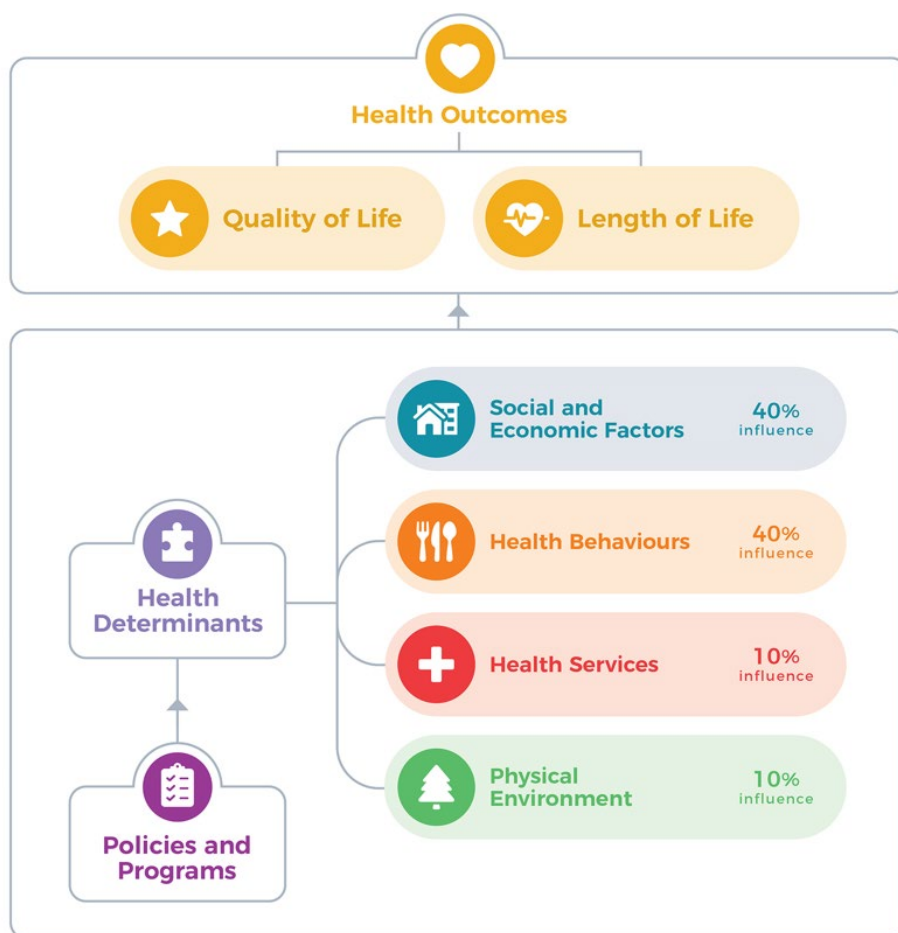 Health Outcomes
Quality of Life
Length of Life
Social and
Economic Factors
40%
influence
Health Behaviours
40%
influence
Health
Determinants
Health Services
10%
influence
Physical
Environment
10%
influence
Policies and
Programs